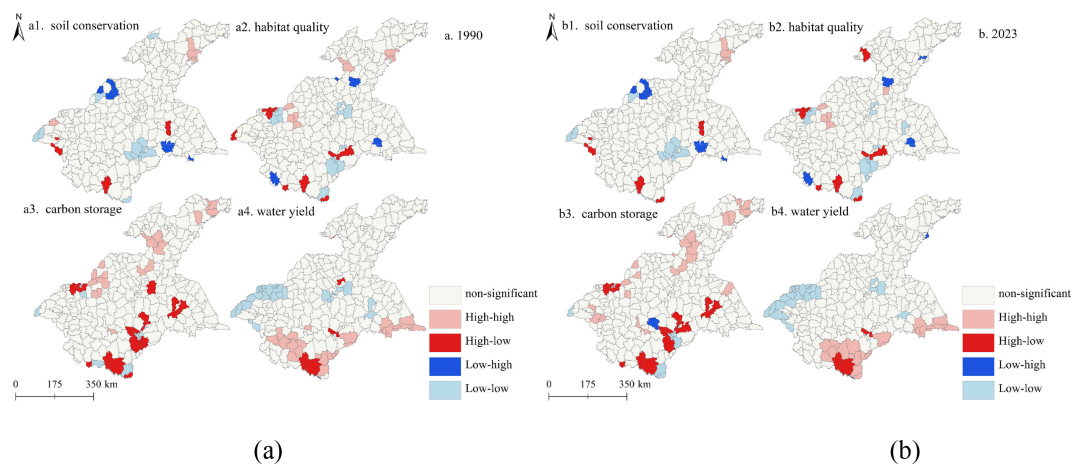 N
a1. soil conservation
a2. habitat quality
a. 1990
a3. carbon storage
a4. water yield
non-significant
High-high
High-low
Low-high
Low-low
0 175 350 km
(a)
N
b1. soil conservation
b2. habitat quality
b. 2023
b3. carbon storage
b4. water yield
non-significant
High-high
High-low
Low-high
Low-low
0 175 350 km
(b)